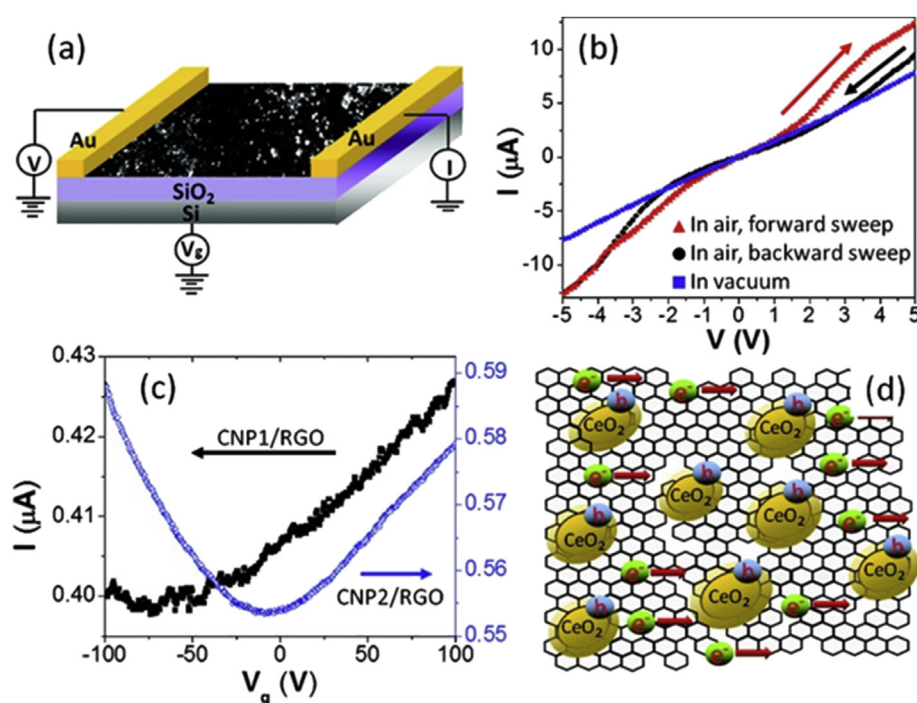 (a)
Au
Au
V
I
SiO2
Si
Vg
(b)
I (µA)
10
5
0
-5
-10
In air, forward sweep
In air, backward sweep
In vacuum
-5 -4 -3 -2 -1 0 1 2 3 4 5
V (V)
(c)
0.43
0.42
0.41
0.40
I (µA)
CNP1/RGO
CNP2/RGO
0.59
0.58
0.57
0.56
0.55
-100 -50 0 50 100
Vg (V)
(d)
e- e-
h h
CeO2 CeO2 e-
e- e-
h h
CeO2 h CeO2 e-
CeO2 h
e- h CeO2
h CeO2 e-
CeO2 e-
e-